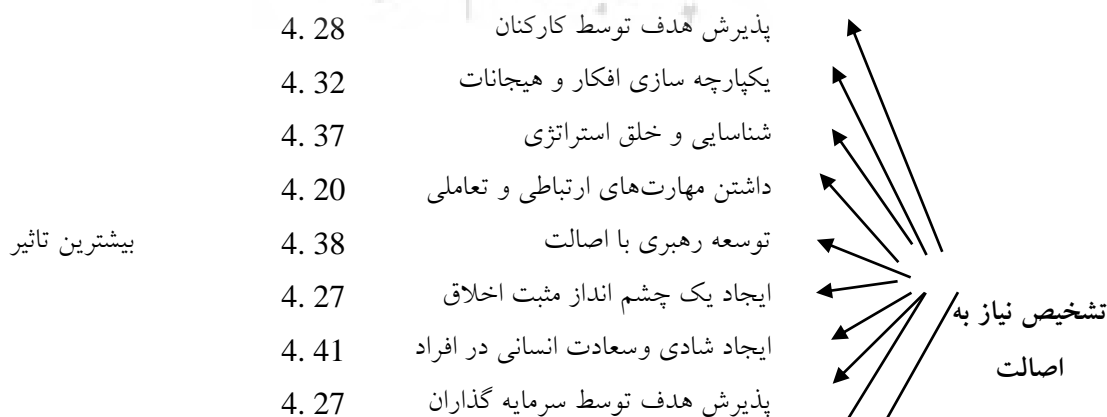 پذیرش هدف توسط کارکنان 4.28
یکپارچه سازی افکار و هیجانات 4.32
شناسایی و خلق استراتژی 4.37
داشتن مهارت‌های ارتباطی و تعاملی 4.20
توسعه رهبری با اصالت 4.38
بیشترین تاثیر
ایجاد یک چشم انداز مثبت اخلاق 4.27
تشخیص نیاز به
ایجاد شادی وسعادت انسانی در افراد 4.41
اصالت
پذیرش هدف توسط سرمایه گذاران 4.27